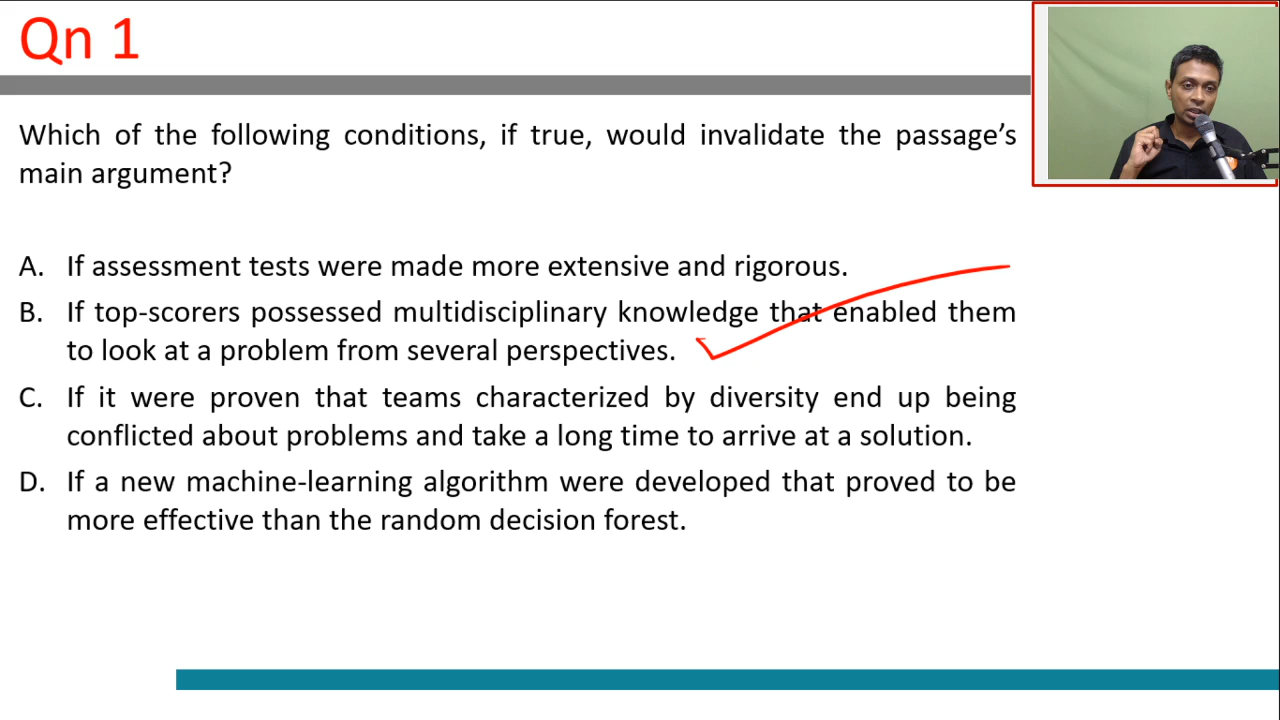 Qn 1
Which of the following conditions, if true, would invalidate the passage's
main argument?
A. If assessment tests were made more extensive and rigorous.
B. If top-scorers possessed multidisciplinary knowledge that enabled them
to look at a problem from several perspectives.
C. If it were proven that teams characterized by diversity end up being
conflicted about problems and take a long time to arrive at a solution.
D. If a new machine-learning algorithm were developed that proved to be
more effective than the random decision forest.